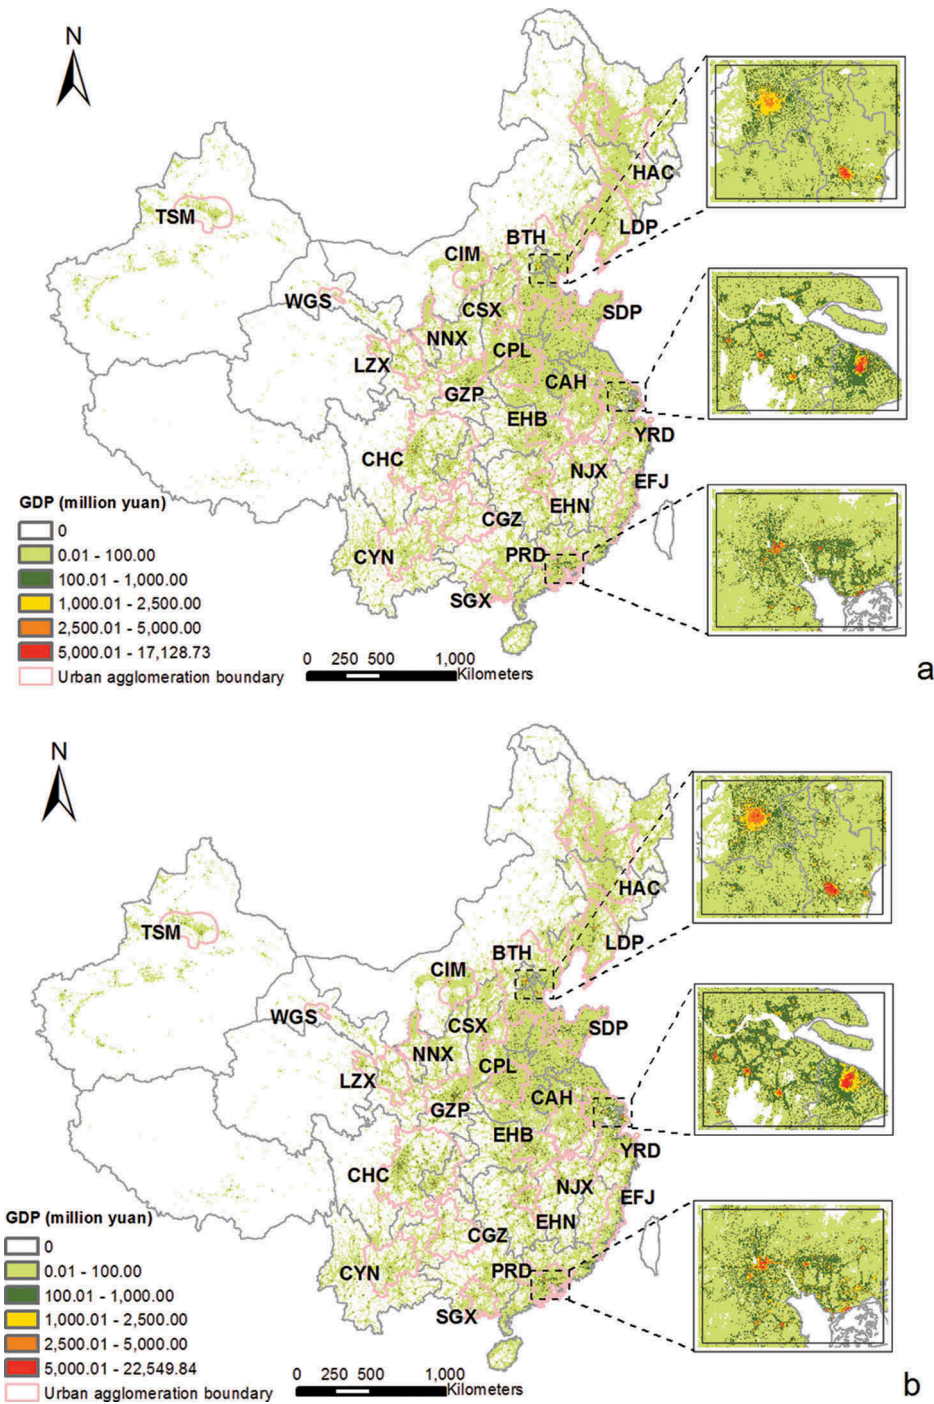 N
HAC
LDP
TSM
BTH
CIM
WGS
SDP
CSX
NNX
CPL
LZX
CAH
GZP
EHB
YRD
CHC
NJX
EFJ
EHN
CGZ
CYN
PRD
SGX
GDP (million yuan)
0
0.01 - 100.00
100.01 - 1,000.00
1,000.01 - 2,500.00
2,500.01 - 5,000.00
5,000.01 - 17,128.73
Urban agglomeration boundary
0 250 500 1,000
Kilometers
a
N
HAC
TSM
LDP
BTH
CIM
WGS
CSX
SDP
NNX
CPL
LZX
CAH
GZP
EHB
YRD
CHC
NJX
EFJ
EHN
CGZ
CYN
PRD
SGX
GDP (million yuan)
0
0.01 - 100.00
100.01 - 1,000.00
1,000.01 - 2,500.00
2,500.01 - 5,000.00
5,000.01 - 22,549.84
Urban agglomeration boundary
0 250 500 1,000
Kilometers
b